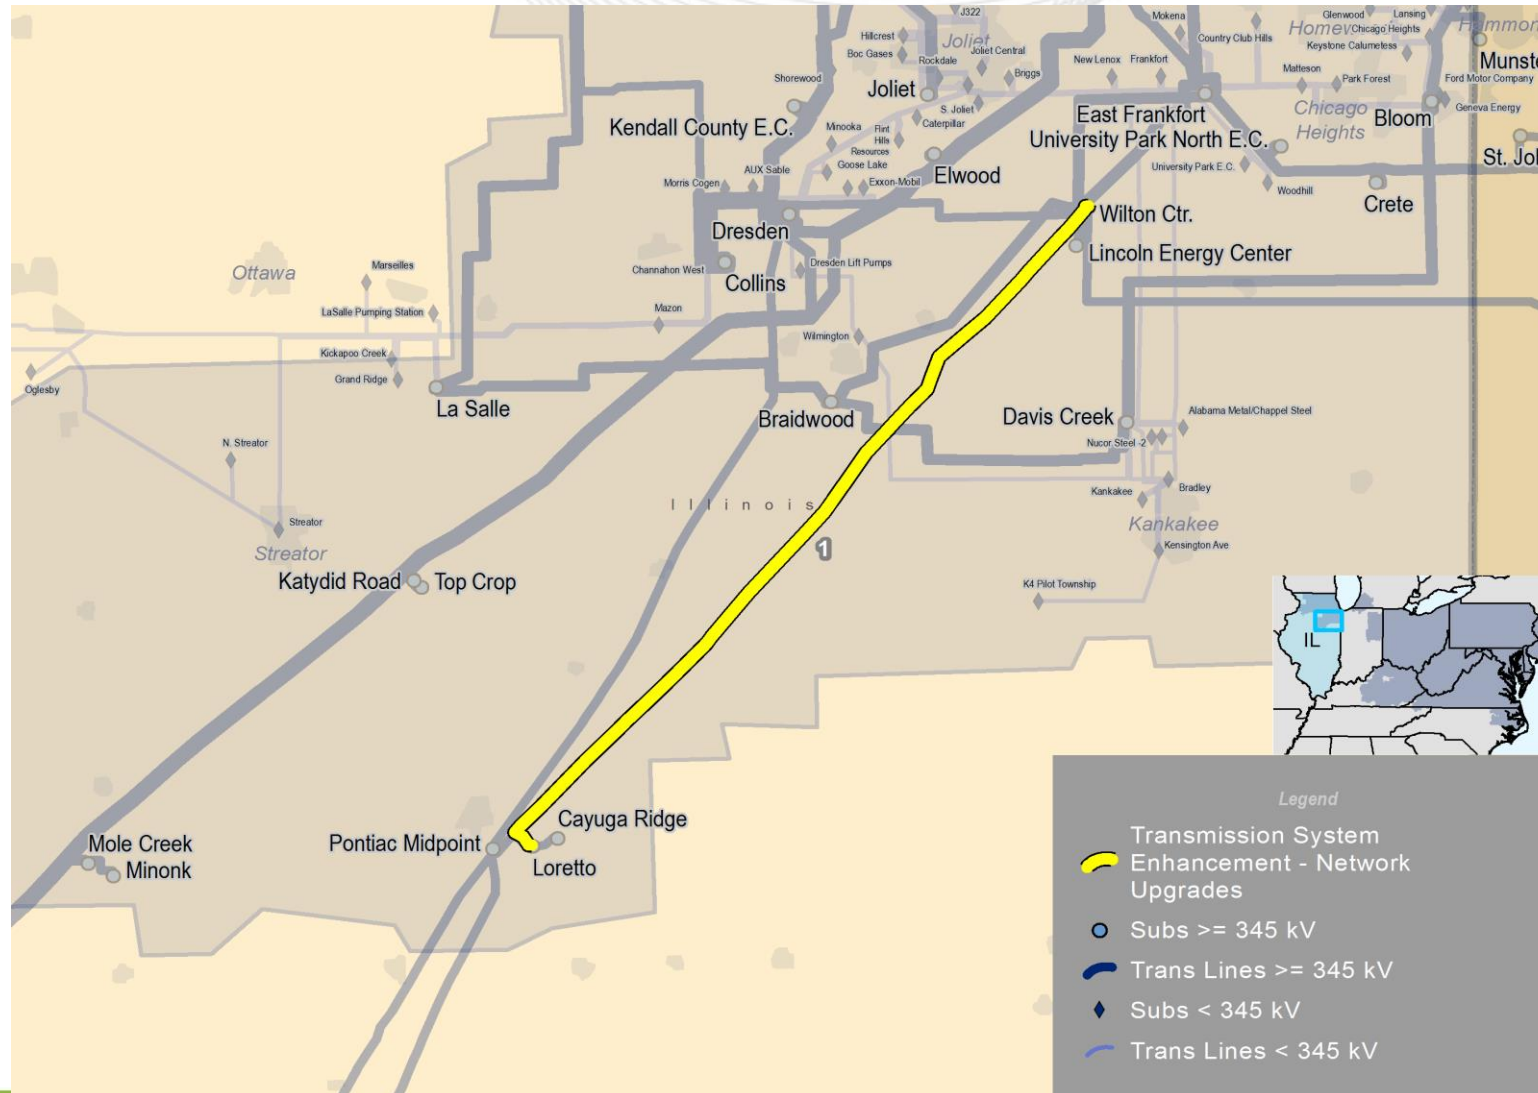 J322
Mokena
Glenwood
Lansing
Hillcrest
Joliet
Country Club Hills
Chicago Heights
Boc Gases
Joliet Central
Keystone Calumetess
Rockdale
New Lenox
Frankfort
Matteson
Shorewood
Briggs
Park Forest
Ford Motor Company
Joliet
S. Joliet
East Frankfort
Chicago
Heights
Bloom
Geneva Energy
Kendall County E.C.
Minooka
Flint
Hills
Resources
Caterpillar
University Park North E.C.
Goose Lake
Elwood
University Park E.C.
Woodhill
Morris Cogen
AUX Sable
Exxon-Mobil
Crete
Dresden
Wilton Ctr.
Lincoln Energy Center
Ottawa
Marseilles
Channahon West
Collins
Dresden Lift Pumps
LaSalle Pumping Station
Mazon
Wilmington
Kickapoo Creek
Grand Ridge
Oglesby
La Salle
Braidwood
Davis Creek
Alabama Metal/Chappel Steel
Nucor Steel -2
N. Streator
Kankakee
Bradley
Illinois
Streator
Streator
Kankakee
Kensington Ave
1
Katydid Road
Top Crop
K4 Pilot Township
IL
Cayuga Ridge
Pontiac Midpoint
Loretto
Mole Creek
Minonk
Legend
Transmission System
Enhancement - Network
Upgrades
Subs >= 345 kV
Trans Lines >= 345 kV
Subs < 345 kV
Trans Lines < 345 kV